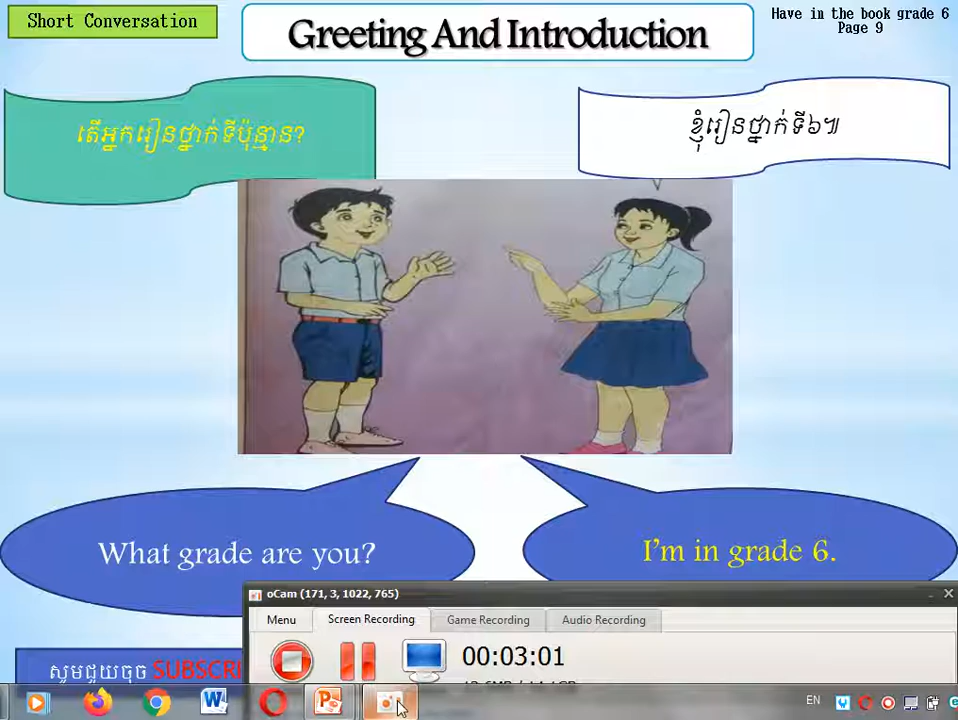 Short Conversation
Greeting And Introduction
Have in the book grade 6
Page 9
តើអ្នករៀនថ្នាក់ទីប៉ុន្មាន?
ខ្ញុំរៀនថ្នាក់ទី៦៕
What grade are you?
I'm in grade 6.
oCam (171, 3, 1022, 765)
Menu
Screen Recording
Game Recording
Audio Recording
00:03:01
សូមជួយចុច SUBSCRI
EN